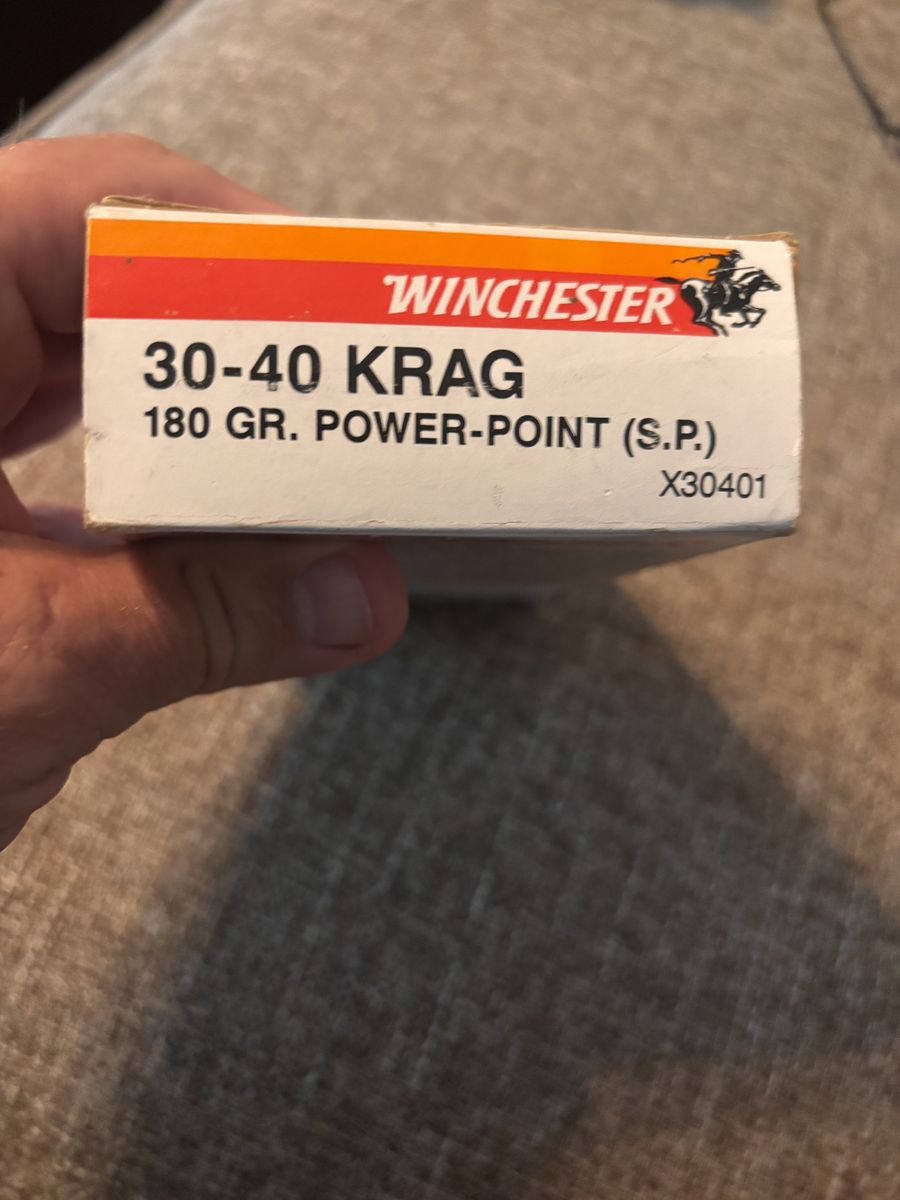 WINCHESTER
30-40 KRAG
180 GR. POWER-POINT (S.P.)
X30401